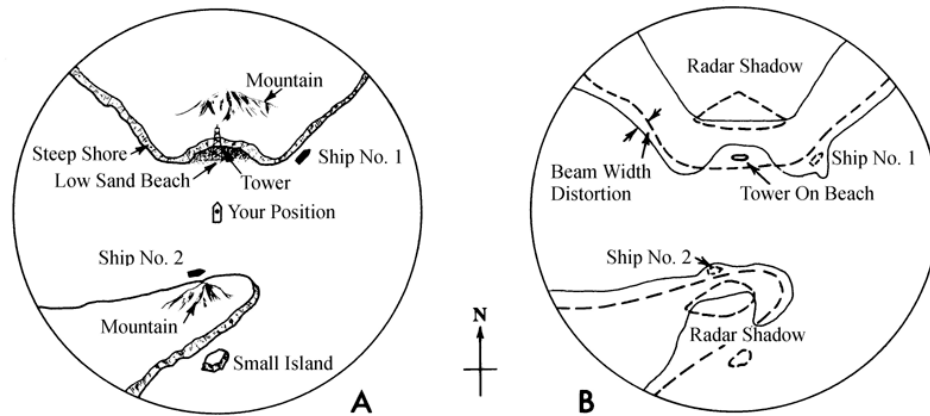 Mountain
Steep Shore
Ship No. 1
Low Sand Beach
Tower
Your Position
Ship No. 2
Mountain
Small Island
A
N
Radar Shadow
Ship No. 1
Beam Width
Distortion
Tower On Beach
Ship No. 2
Radar Shadow
B